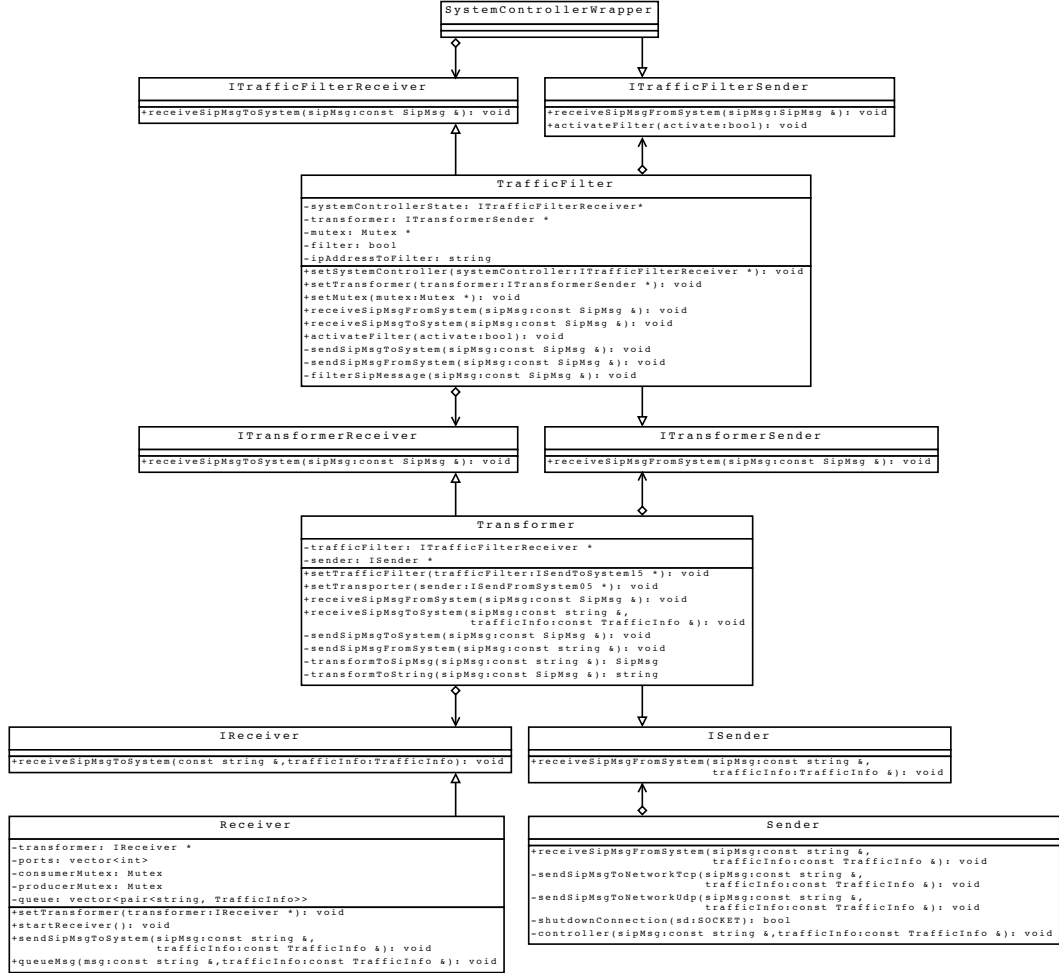 SystemControllerWrapper
ITrafficFilterReceiver
+receiveSipMsgToSystem(sipMsg:const SipMsg &): void
ITrafficFilterSender
+receiveSipMsgFromSystem(sipMsg:SipMsg &): void
+activateFilter(activate:bool): void
TrafficFilter
-systemControllerState: ITrafficFilterReceiver*
-transformer: ITransformerSender *
-mutex: Mutex *
-filter: bool
-ipAddressToFilter: string
+setSystemController(systemController:ITrafficFilterReceiver *): void
+setTransformer(transformer:ITransformerSender *): void
+setMutex(mutex:Mutex *): void
+receiveSipMsgFromSystem(sipMsg:const SipMsg &): void
+receiveSipMsgToSystem(sipMsg:const SipMsg &): void
+activateFilter(activate:bool): void
-sendSipMsgToSystem(sipMsg:const SipMsg &): void
-sendSipMsgFromSystem(sipMsg:const SipMsg &): void
-filterSipMessage(sipMsg:const SipMsg &): void
ITransformerReceiver
+receiveSipMsgToSystem(sipMsg:const SipMsg &): void
ITransformerSender
+receiveSipMsgFromSystem(sipMsg:const SipMsg &): void
Transformer
-trafficFilter: ITrafficFilterReceiver *
-sender: ISender *
+setTrafficFilter(trafficFilter:ISendToSystem15 *): void
+setTransporter(sender:ISendFromSystem05 *): void
+receiveSipMsgFromSystem(sipMsg:const SipMsg &): void
+receiveSipMsgToSystem(sipMsg:const string &,
trafficInfo:const TrafficInfo &): void
-sendSipMsgToSystem(sipMsg:const SipMsg &): void
-sendSipMsgFromSystem(sipMsg:const string &): void
-transformToSipMsg(sipMsg:const string &): SipMsg
-transformToString(sipMsg:const SipMsg &): string
IReceiver
+receiveSipMsgToSystem(const string &,trafficInfo:TrafficInfo): void
ISender
+receiveSipMsgFromSystem(sipMsg:const string &,
trafficInfo:TrafficInfo &): void
Receiver
-transformer: IReceiver *
-ports: vector<int>
-consumerMutex: Mutex
-producerMutex: Mutex
-queue: vector<pair<string, TrafficInfo>>
+setTransformer(transformer:IReceiver *): void
+startReceiver(): void
+sendSipMsgToSystem(sipMsg:const string &,
trafficInfo:const TrafficInfo &): void
+queueMsg(msg:const string &,trafficInfo:const TrafficInfo &): void
Sender
+receiveSipMsgFromSystem(sipMsg:const string &,
trafficInfo:const TrafficInfo &): void
-sendSipMsgToNetworkTcp(sipMsg:const string &,
trafficInfo:const TrafficInfo &): void
-sendSipMsgToNetworkUdp(sipMsg:const string &,
trafficInfo:const TrafficInfo &): void
-shutdownConnection(sd:SOCKET): bool
-controller(sipMsg:const string &,trafficInfo:const TrafficInfo &): void